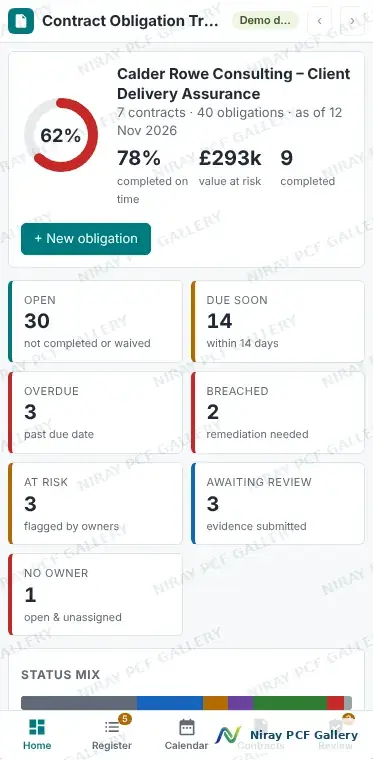 Contract Obligation Tr...
Demo d...
62%
Calder Rowe Consulting – Client
Delivery Assurance
7 contracts · 40 obligations · as of 12
Nov 2026
78%
completed on
time
£293k
value at risk
9
completed
+ New obligation
OPEN
30
not completed or waived
DUE SOON
14
within 14 days
OVERDUE
3
past due date
BREACHED
2
remediation needed
AT RISK
3
flagged by owners
AWAITING REVIEW
3
evidence submitted
NO OWNER
1
open & unassigned
STATUS MIX
Home
5
Register
Calendar
Contracts
Review
Niray PCF Gallery
NIRAY PCF GALLERY